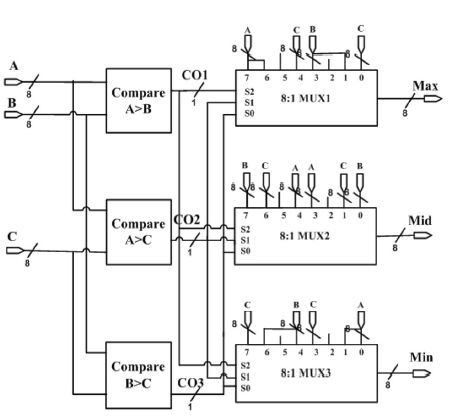 A C B C
8 8 8 8
7 6 5 4 3 2 1 0
A
8
B
8
Compare
A>B
CO1
1
S2
S1
S0
8:1 MUX1
Max
8
B C A A C B
8 8 8 8 8 8 8
7 6 5 4 3 2 1 0
C
8
Compare
A>C
CO2
1
S2
S1
S0
8:1 MUX2
Mid
8
C B C A
8 8 8 8
7 6 5 4 3 2 1 0
Compare
B>C
CO3
1
S2
S1
S0
8:1 MUX3
Min
8